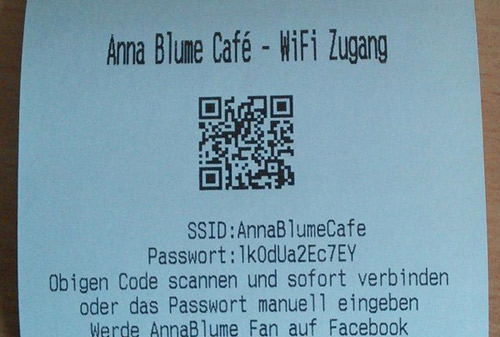 Anna Blume Café - WiFi Zugang
SSID:AnnaBlumeCafe
Passwort:1kOdUa2Ec7EY
Obigen Code scannen und sofort verbinden
oder das Passwort manuell eingeben
Werde AnnaBlume Fan auf Facebook